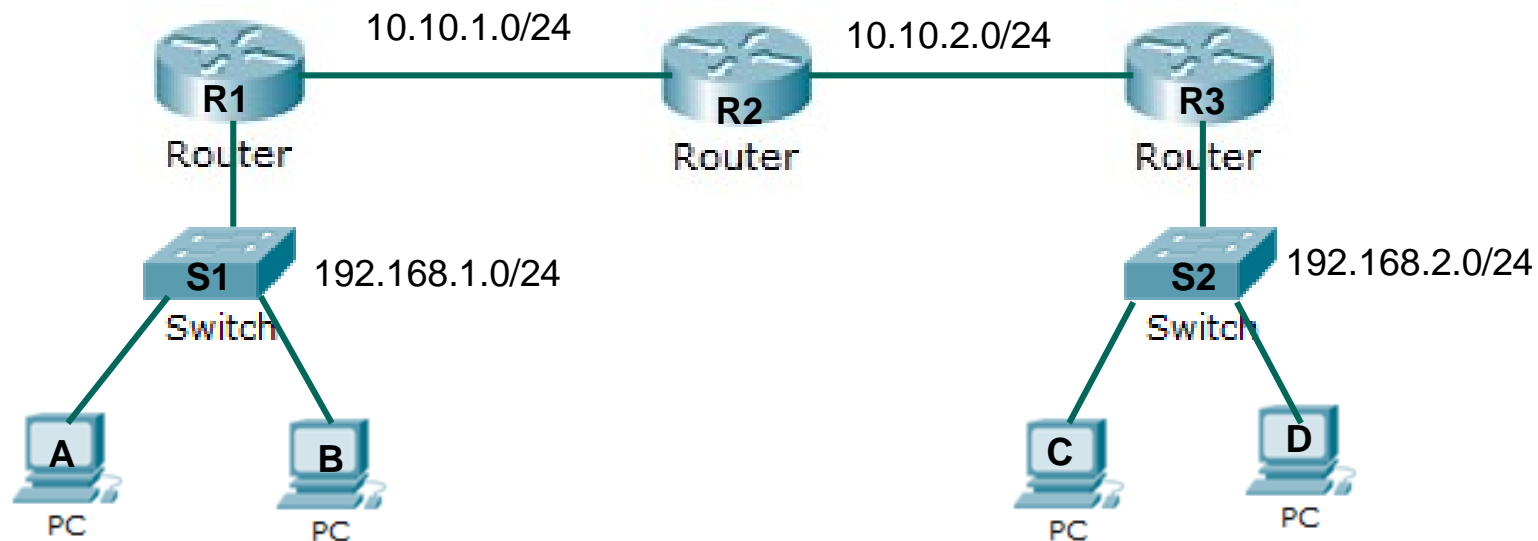 10.10.1.0/24
10.10.2.0/24
R1
R2
R3
Router
Router
Router
S1
192.168.1.0/24
S2
192.168.2.0/24
Switch
Switch
A
B
C
D
PC
PC
PC
PC